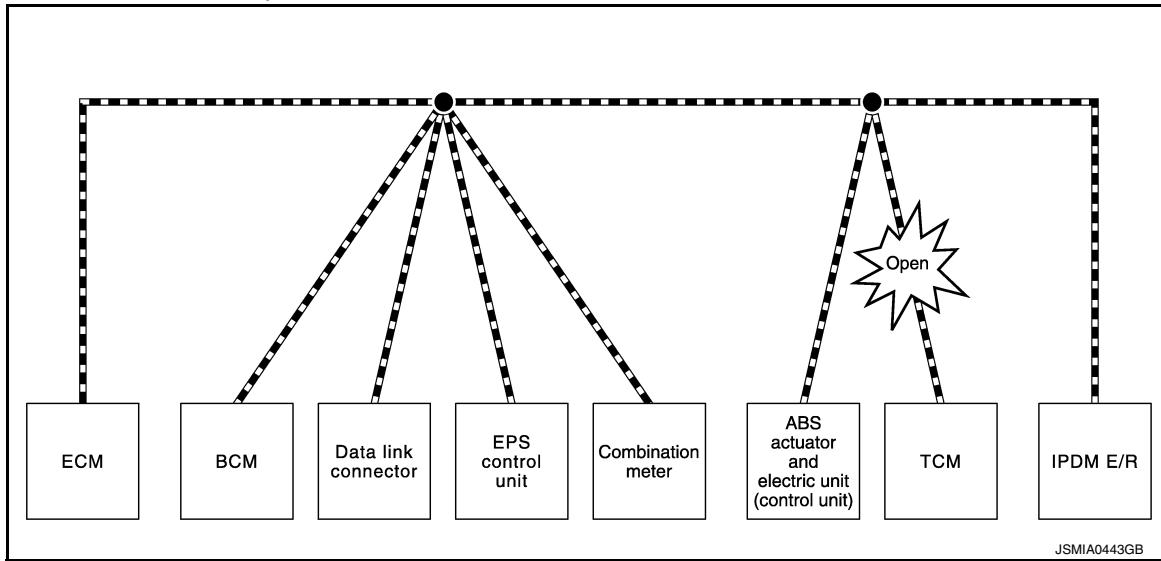 Open
ECM
BCM
Data link
connector
EPS
control
unit
Combination
meter
ABS
actuator
and
electric unit
(control unit)
TCM
IPDM E/R
JSMIA0443GB